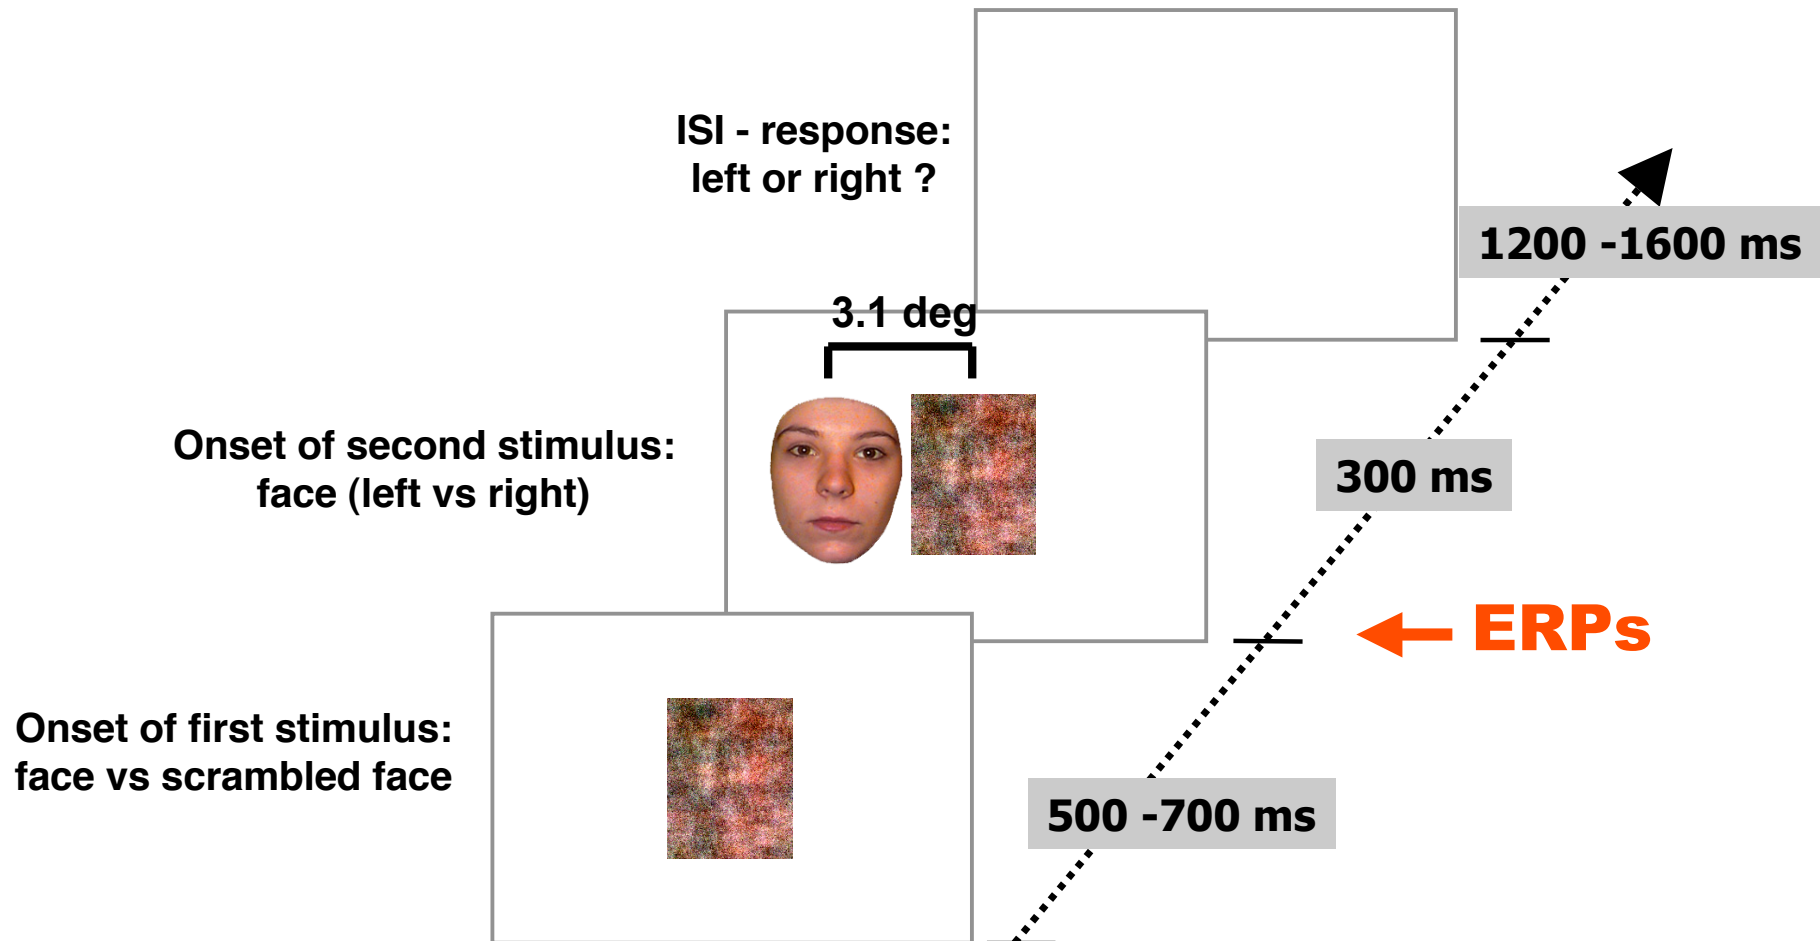 ISI - response:
left or right ?
1200 -1600 ms
3.1 deg
Onset of second stimulus:
face (left vs right)
300 ms
ERPs
Onset of first stimulus:
face vs scrambled face
500 -700 ms